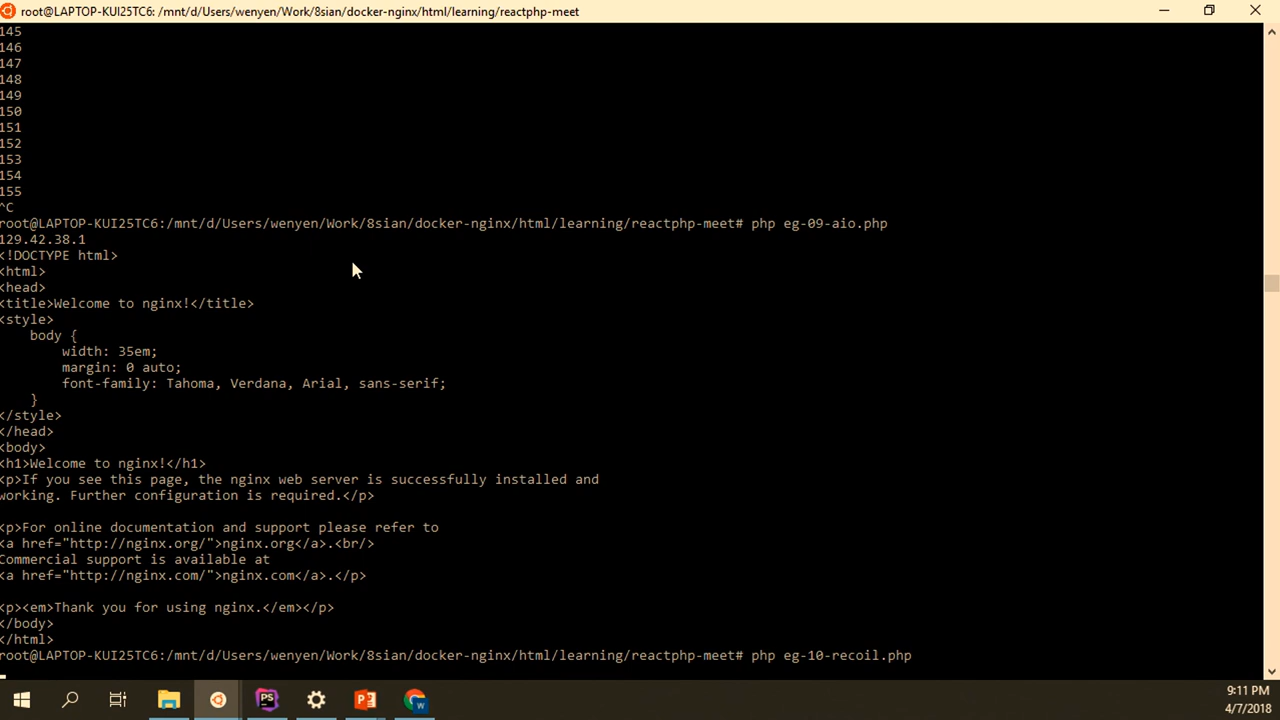 root@LAPTOP-KUI25TC6: /mnt/d/Users/wenyen/Work/8sian/docker-nginx/html/learning/reactphp-meet
145
146
147
148
149
150
151
152
153
154
155
^C
root@LAPTOP-KUI25TC6:/mnt/d/Users/wenyen/Work/8sian/docker-nginx/html/learning/reactphp-meet# php eg-09-aio.php
129.42.38.1
<!DOCTYPE html>
<html>
<head>
<title>Welcome to nginx!</title>
<style>
    body {
        width: 35em;
        margin: 0 auto;
        font-family: Tahoma, Verdana, Arial, sans-serif;
    }
</style>
</head>
<body>
<h1>Welcome to nginx!</h1>
<p>If you see this page, the nginx web server is successfully installed and
working. Further configuration is required.</p>

<p>For online documentation and support please refer to
<a href="http://nginx.org/">nginx.org</a>.<br/>
Commercial support is available at
<a href="http://nginx.com/">nginx.com</a>.</p>

<p><em>Thank you for using nginx.</em></p>
</body>
</html>
root@LAPTOP-KUI25TC6:/mnt/d/Users/wenyen/Work/8sian/docker-nginx/html/learning/reactphp-meet# php eg-10-recoil.php
PS
9:11 PM
4/7/2018